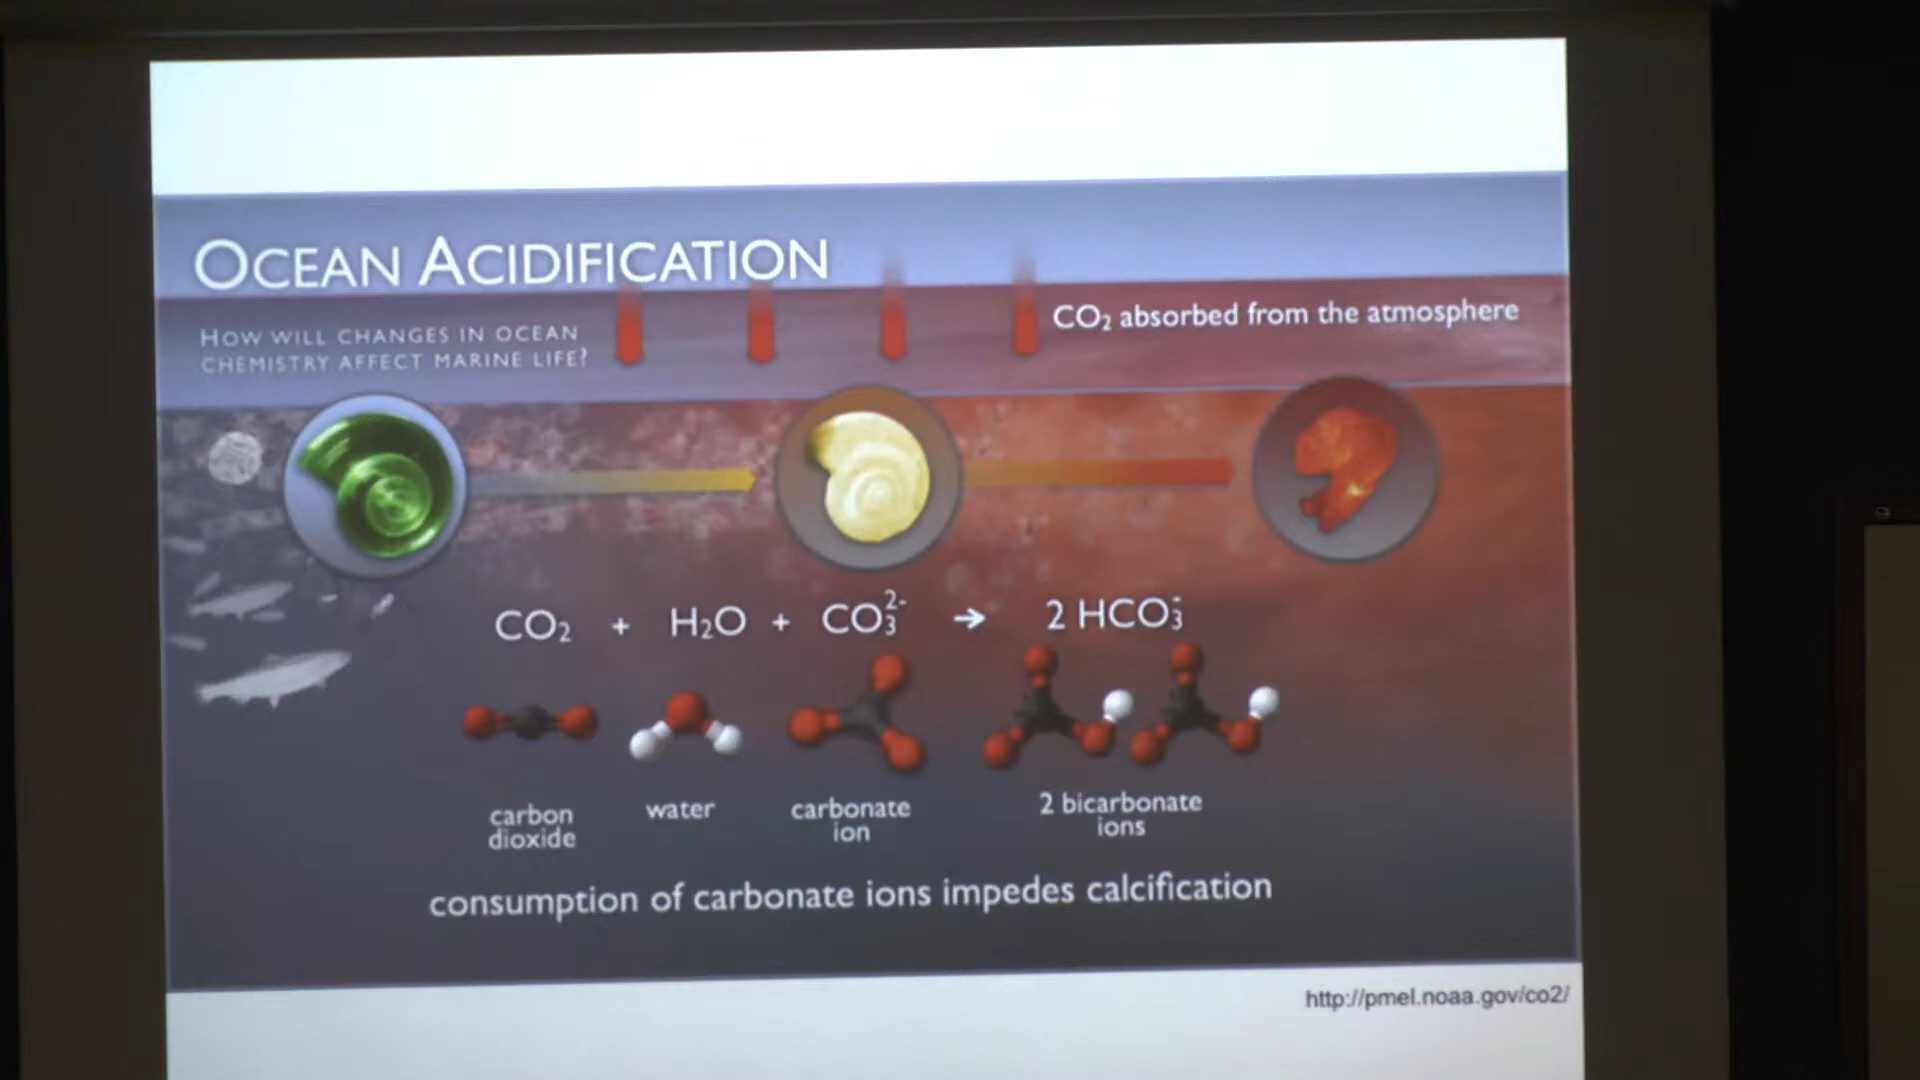 OCEAN ACIDIFICATION
HOW WILL CHANGES IN OCEAN
CHEMISTRY AFFECT MARINE LIFE?
CO₂ absorbed from the atmosphere
CO₂ + H₂O + CO₃²⁻ → 2 HCO₃⁻
carbon
dioxide
water
carbonate
ion
2 bicarbonate
ions
consumption of carbonate ions impedes calcification
http://pmel.noaa.gov/co2/